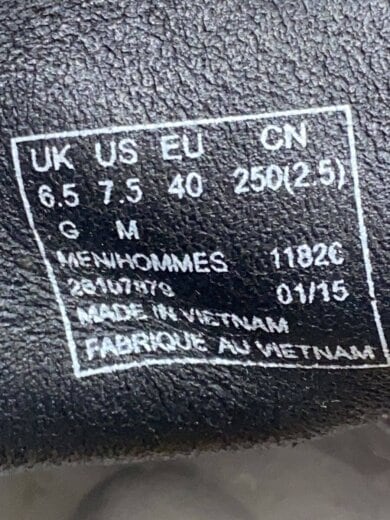 UK US EU CN
6.5 7.5 40 250(2.5)
G M
MEN/HOMMES 1182C
26107879 01/15
MADE IN VIETNAM
FABRIQUE AU VIETNAM